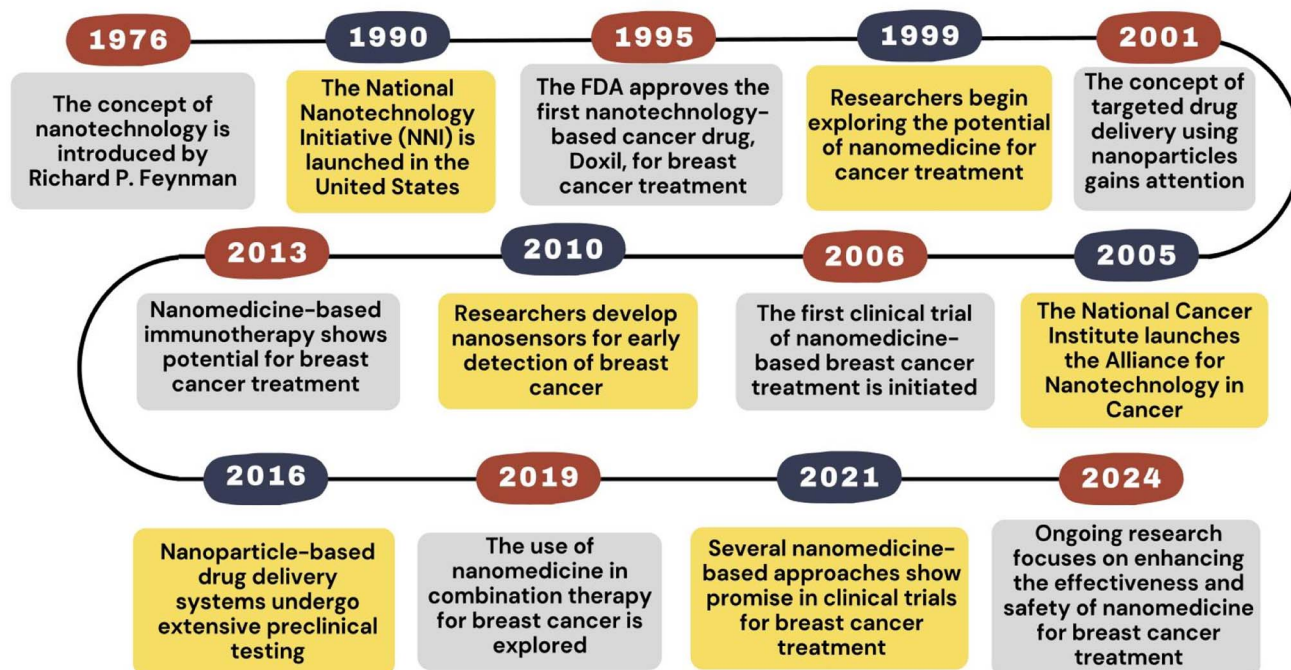 1976
The concept of
nanotechnology is
introduced by
Richard P. Feynman
1990
The National
Nanotechnology
Initiative (NNI) is
launched in the
United States
1995
The FDA approves the
first nanotechnology-
based cancer drug,
Doxil, for breast
cancer treatment
1999
Researchers begin
exploring the potential
of nanomedicine for
cancer treatment
2001
The concept of
targeted drug
delivery using
nanoparticles
gains attention
2005
The National Cancer
Institute launches
the Alliance for
Nanotechnology in
Cancer
2006
The first clinical trial
of nanomedicine-
based breast cancer
treatment is initiated
2010
Researchers develop
nanosensors for early
detection of breast
cancer
2013
Nanomedicine-based
immunotherapy shows
potential for breast
cancer treatment
2016
Nanoparticle-based
drug delivery
systems undergo
extensive preclinical
testing
2019
The use of
nanomedicine in
combination therapy
for breast cancer is
explored
2021
Several nanomedicine-
based approaches show
promise in clinical trials
for breast cancer
treatment
2024
Ongoing research
focuses on enhancing
the effectiveness and
safety of nanomedicine
for breast cancer
treatment